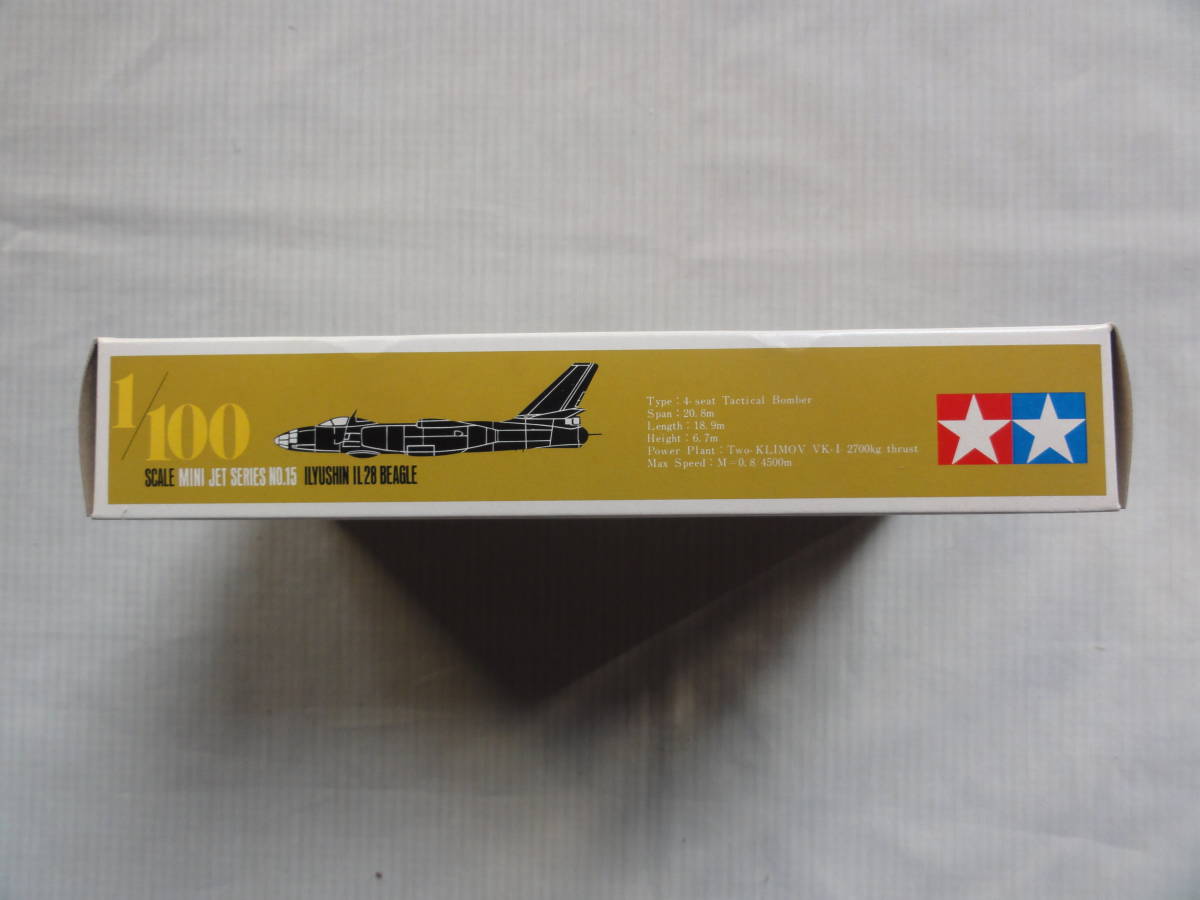 1/100
SCALE MINI JET SERIES NO.15 ILYUSHIN IL28 BEAGLE
Type : 4-seat Tactical Bomber
Span : 20.8m
Length : 18.9m
Height : 6.7m
Power Plant : Two-KLIMOV VK-I 2700kg thrust
Max Speed : M=0.8/4500m